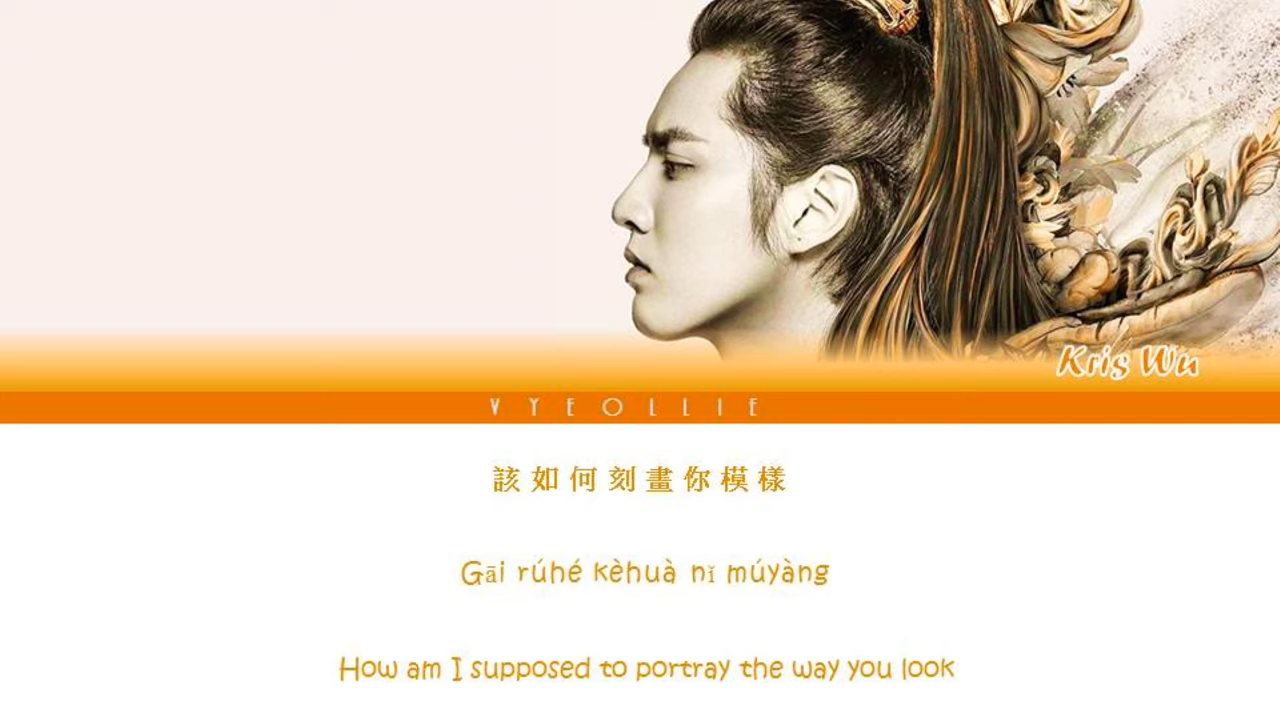 Kris Wu
VYEOLLIE
該如何刻畫你模樣
Gāi rúhé kèhuà nǐ múyàng
How am I supposed to portray the way you look